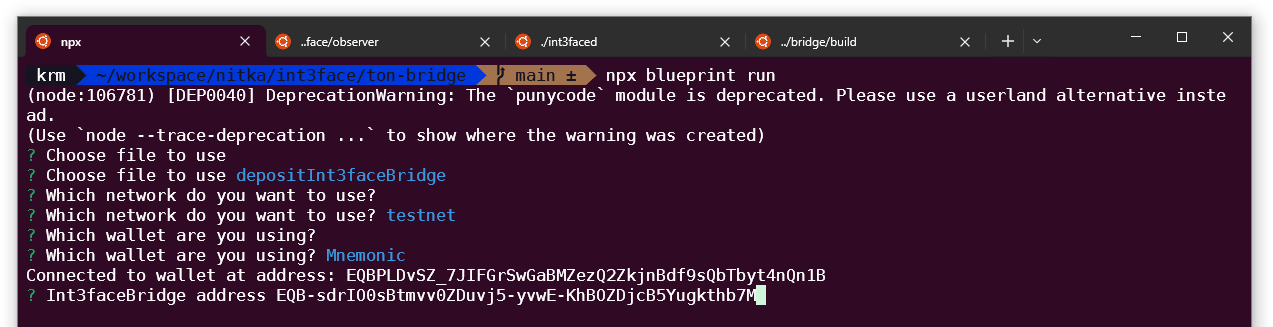 npx
..face/observer
./int3faced
../bridge/build
krm ~/workspace/nitka/int3face/ton-bridge main ± npx blueprint run
(node:106781) [DEP0040] DeprecationWarning: The `punycode` module is deprecated. Please use a userland alternative inste
ad.
(Use `node --trace-deprecation ...` to show where the warning was created)
? Choose file to use
? Choose file to use depositInt3faceBridge
? Which network do you want to use?
? Which network do you want to use? testnet
? Which wallet are you using?
? Which wallet are you using? Mnemonic
Connected to wallet at address: EQBPLDvSZ_7JIFGrSwGaBMZezQ2ZkjnBdf9sQbTbyt4nQn1B
? Int3faceBridge address EQB-sdrIO0sBtmvv0ZDuvj5-yvwE-KhBOZDjcB5Yugkthb7M